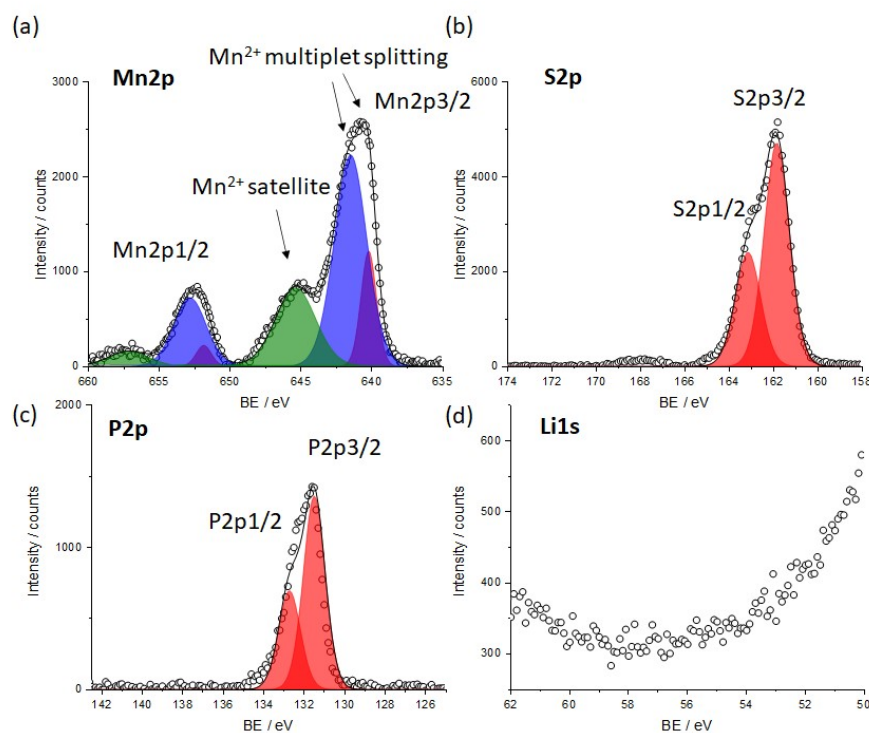 (a)
Mn2p
Mn²⁺ multiplet splitting
Mn2p3/2
Mn²⁺ satellite
Mn2p1/2
Intensity / counts
3000
2000
1000
0
660
655
650
645
640
635
BE / eV
(b)
S2p
S2p3/2
S2p1/2
Intensity / counts
6000
4000
2000
0
174
170
168
165
163
162
160
158
BE / eV
(c)
P2p
P2p3/2
P2p1/2
Intensity / counts
2000
1000
0
142
140
138
136
134
132
130
128
126
BE / eV
(d)
Li1s
Intensity / counts
600
500
400
300
62
60
58
56
54
52
50
BE / eV